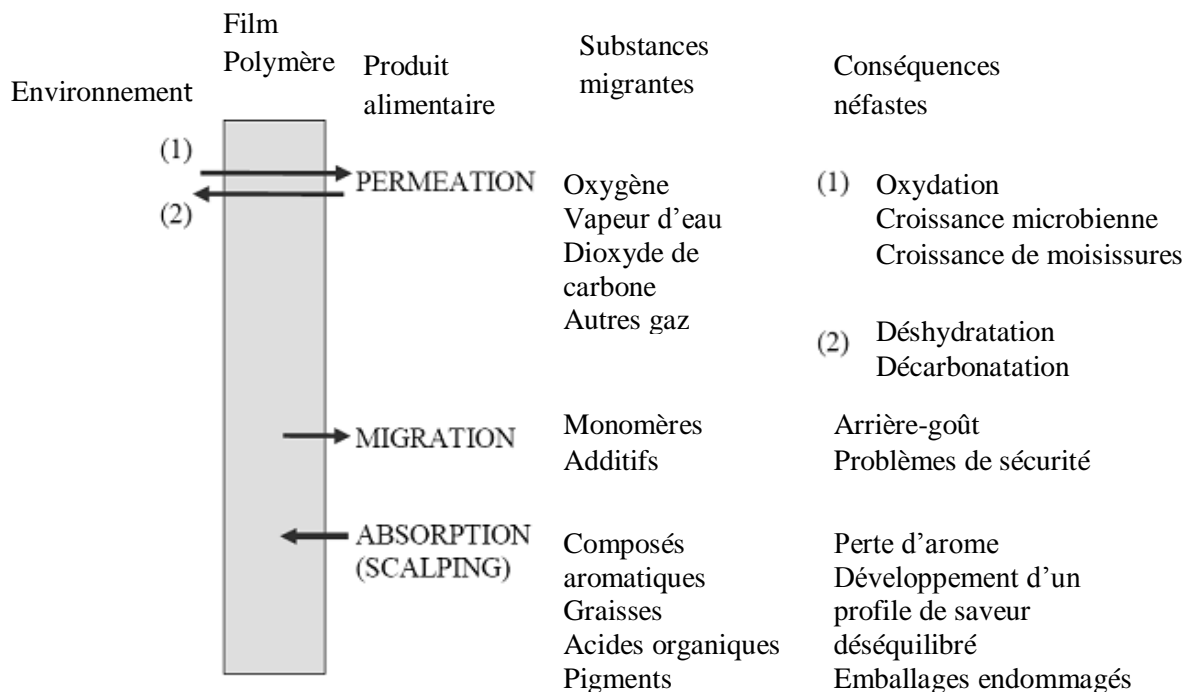 Film
Polymère
Environnement
Produit
alimentaire
Substances
migrantes
Conséquences
néfastes
(1)
(2)
PERMEATION
Oxygène
Vapeur d’eau
Dioxyde de
carbone
Autres gaz
(1) Oxydation
Croissance microbienne
Croissance de moisissures
(2) Déshydratation
Décarbonatation
MIGRATION
Monomères
Additifs
Arrière-goût
Problèmes de sécurité
ABSORPTION
(SCALPING)
Composés
aromatiques
Graisses
Acides organiques
Pigments
Perte d’arome
Développement d’un
profile de saveur
déséquilibré
Emballages endommagés